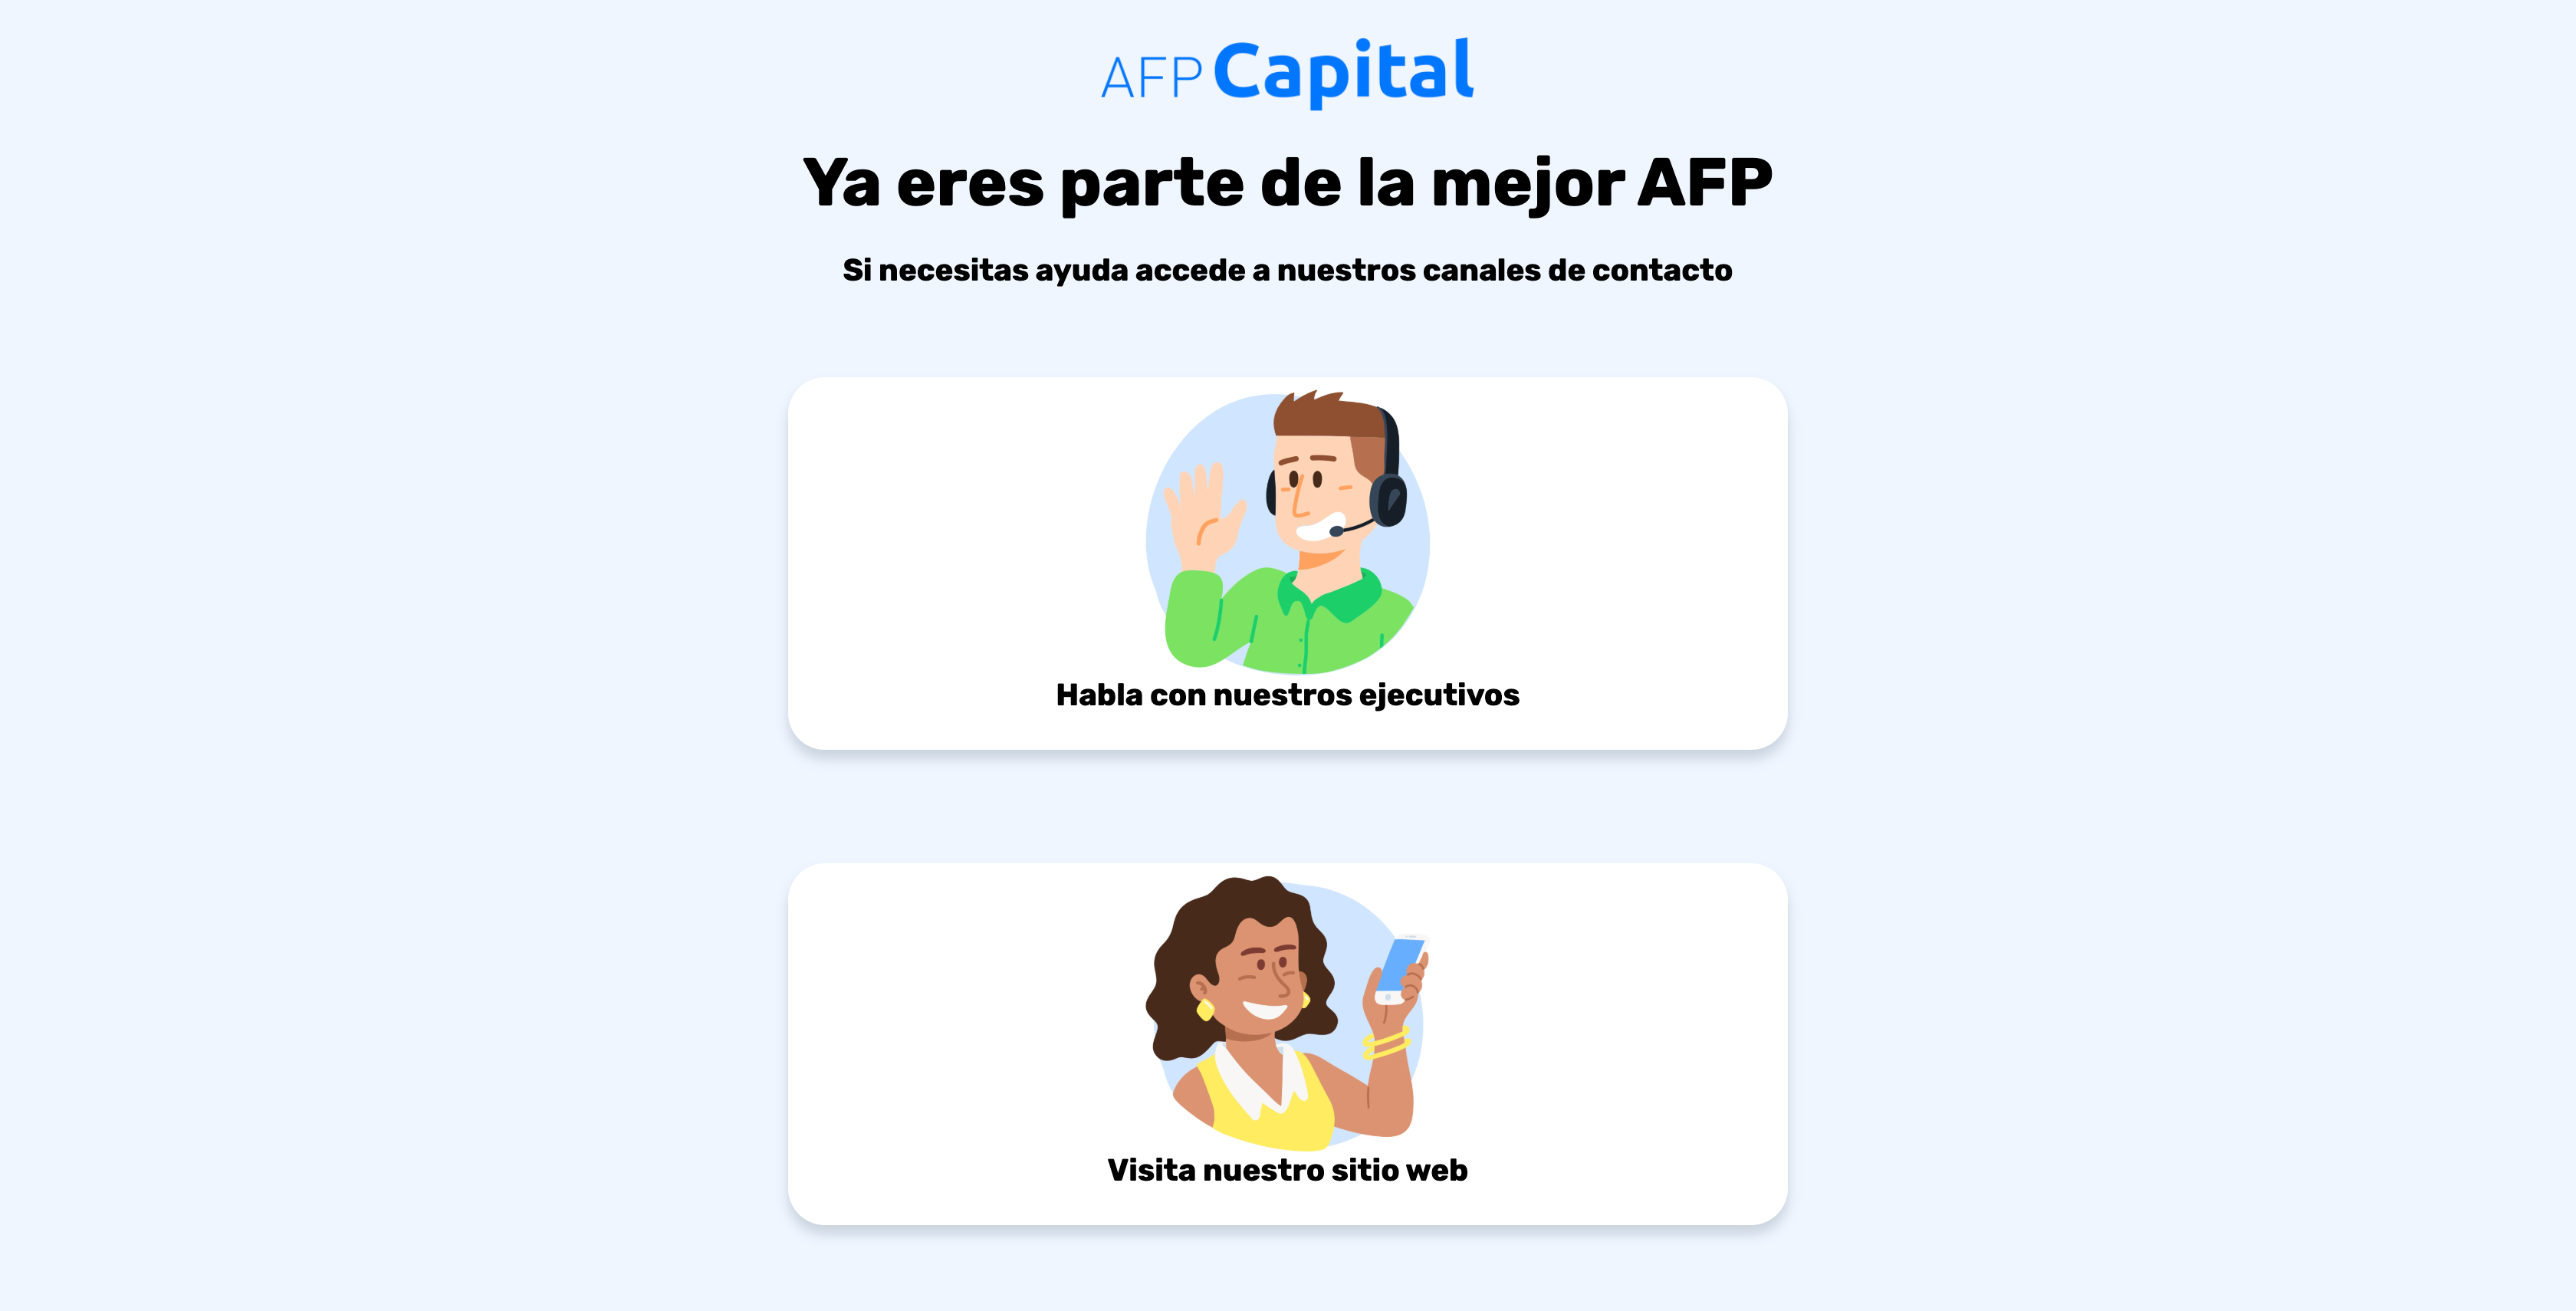 AFP Capital
Ya eres parte de la mejor AFP
Si necesitas ayuda accede a nuestros canales de contacto
Habla con nuestros ejecutivos
Visita nuestro sitio web